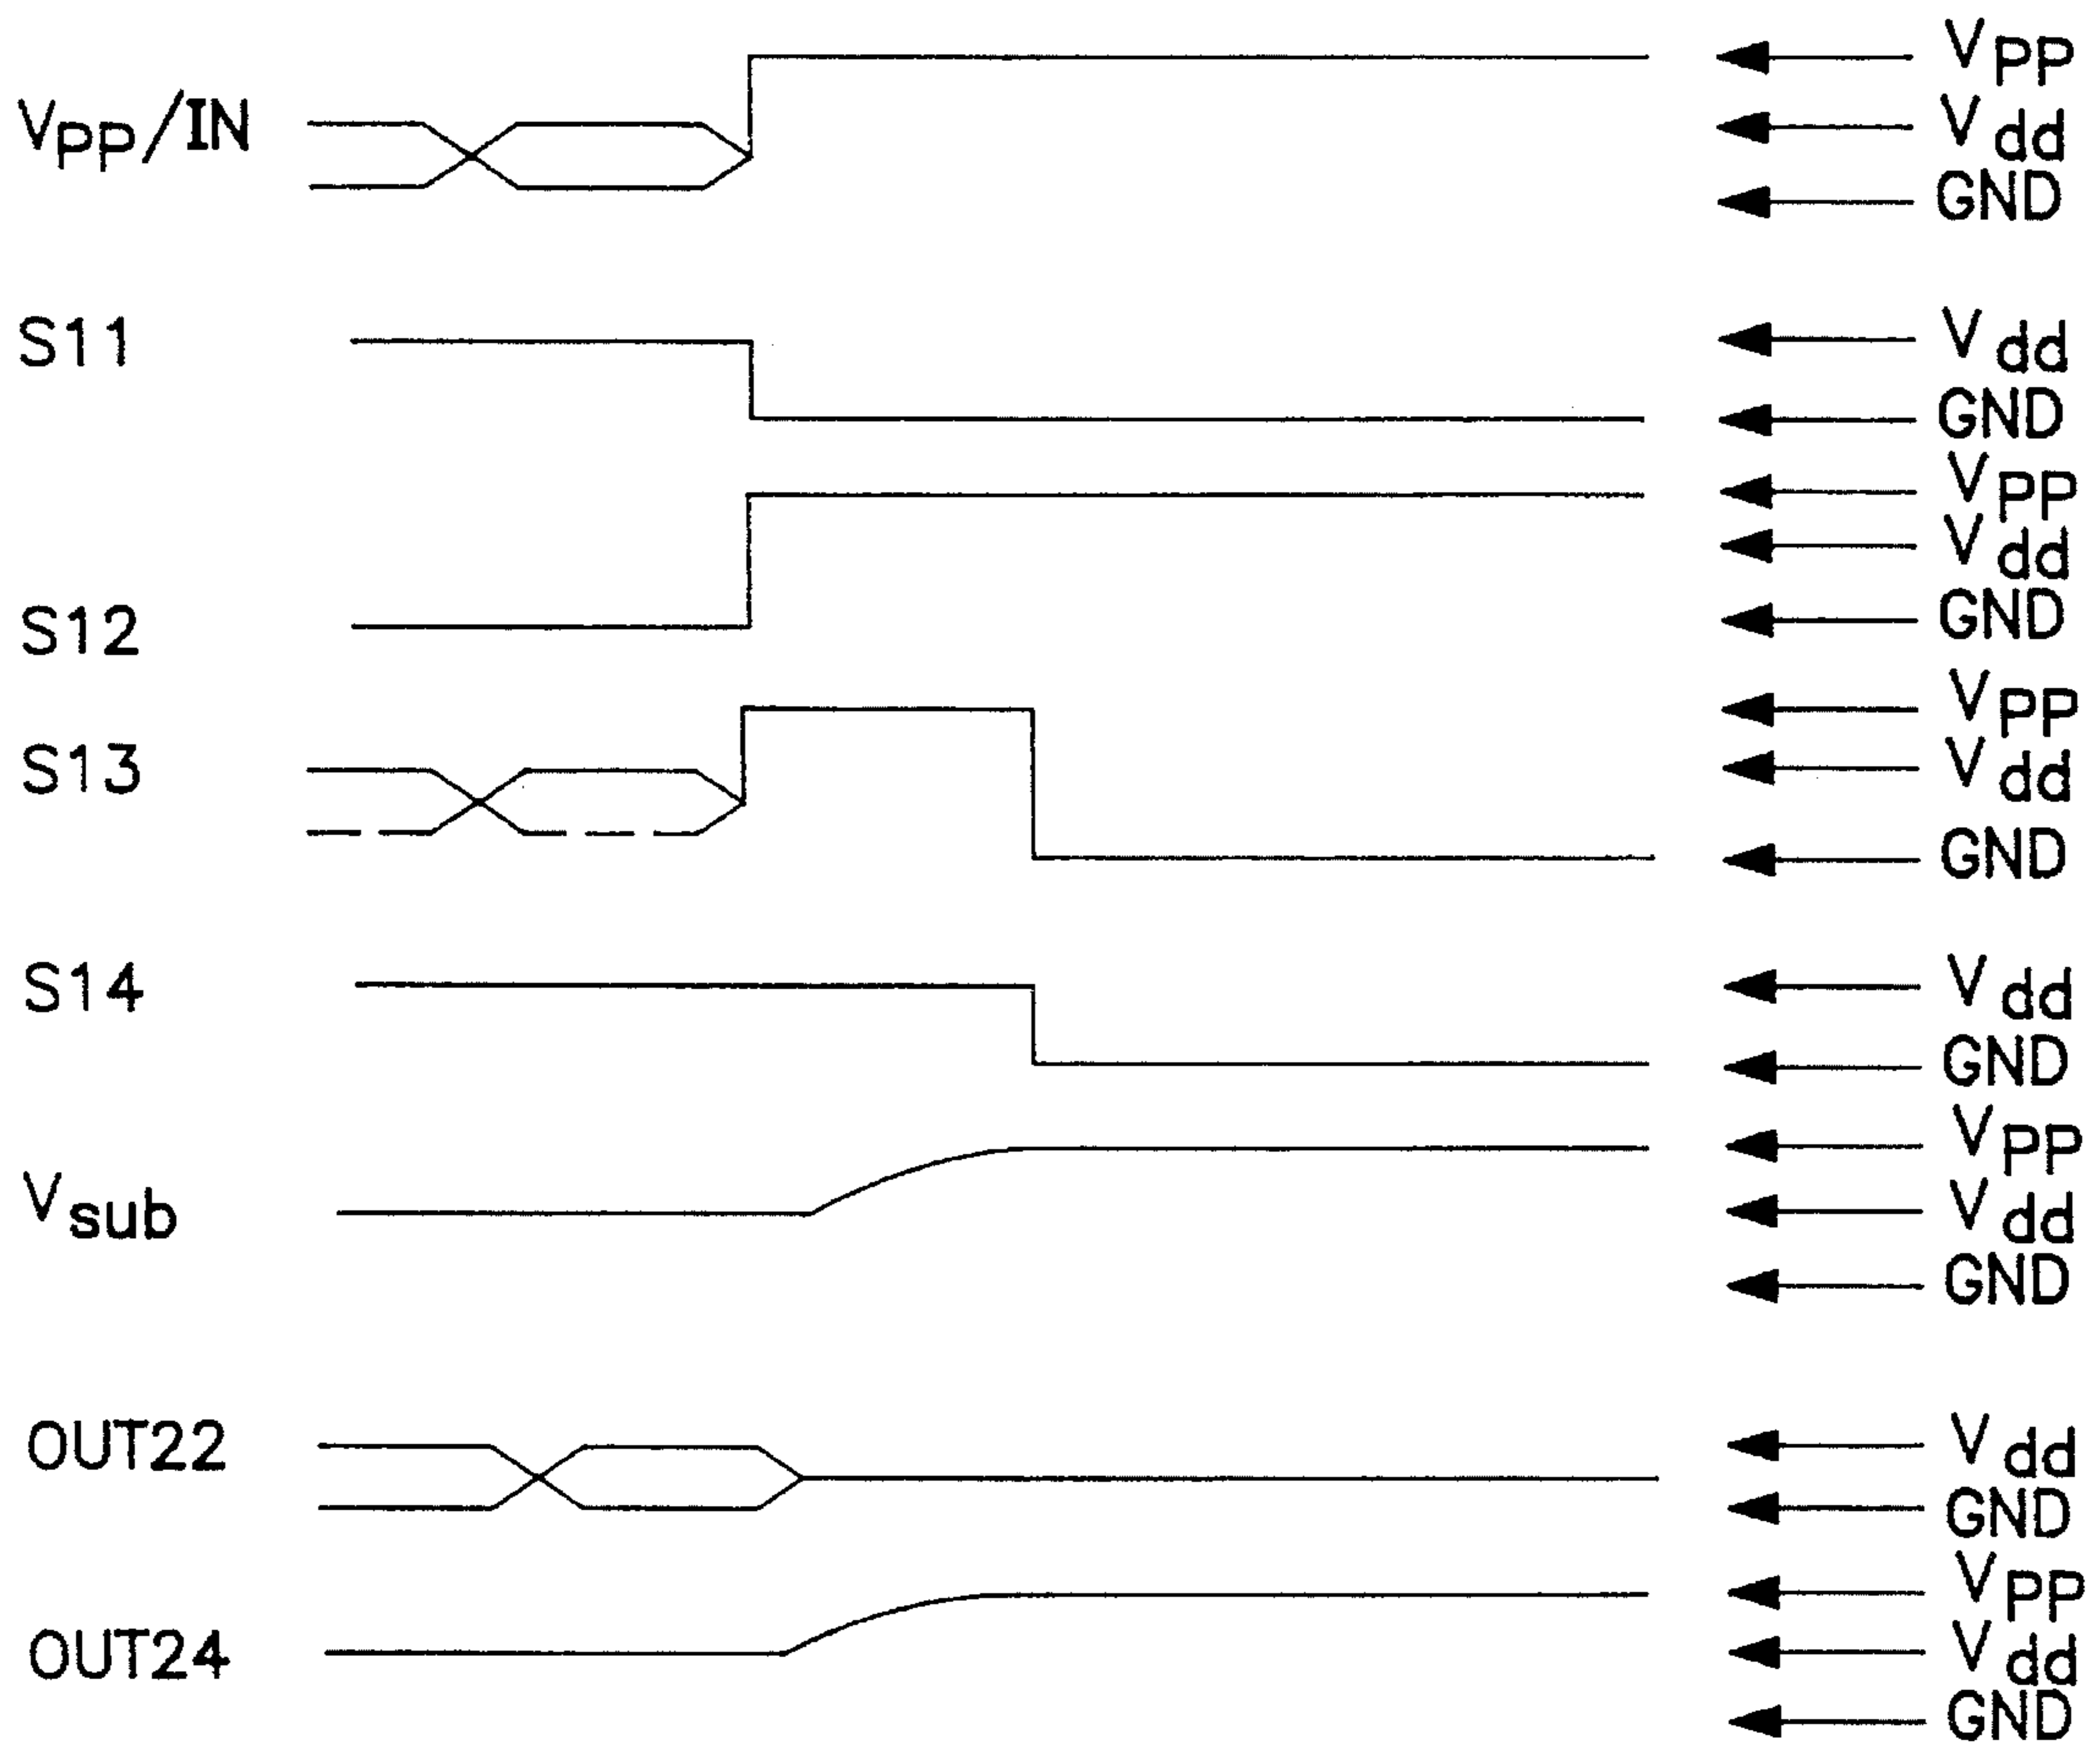 VPP
VPP/IN
Vdd
GND
S11
Vdd
GND
VPP
Vdd
S12
GND
VPP
S13
Vdd
GND
S14
Vdd
GND
VPP
Vsub
Vdd
GND
OUT22
Vdd
GND
VPP
OUT24
Vdd
GND